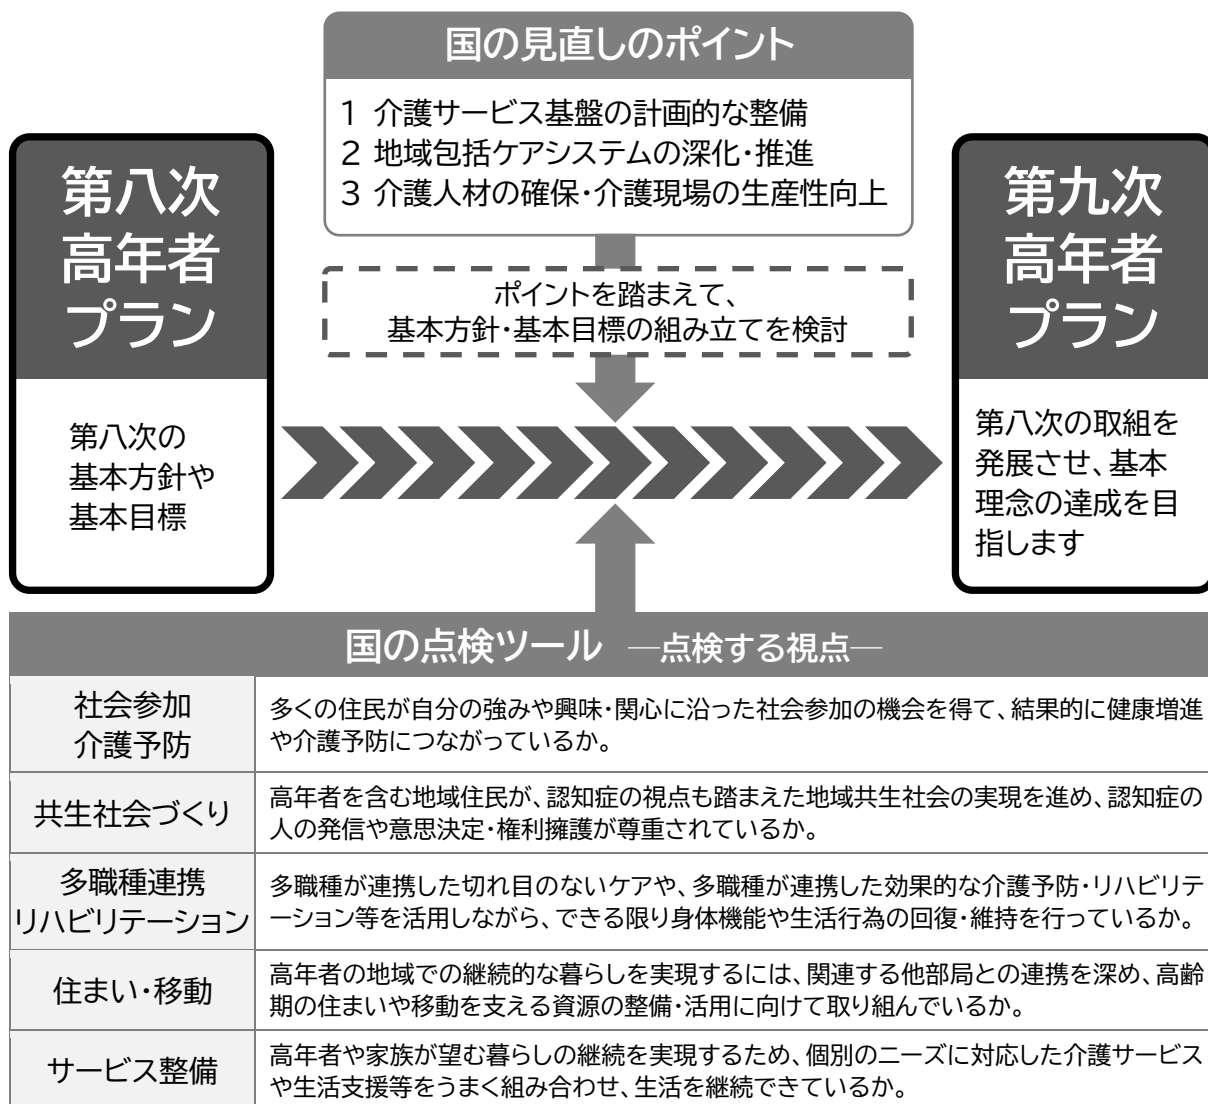 国の見直しのポイント
1 介護サービス基盤の計画的な整備
2 地域包括ケアシステムの深化・推進
3 介護人材の確保・介護現場の生産性向上
ポイントを踏まえて、
基本方針・基本目標の組み立てを検討
第八次
高年者
プラン
第八次の
基本方針や
基本目標
第九次
高年者
プラン
第八次の取組を
発展させ、基本
理念の達成を目
指します
国の点検ツール ―点検する視点―
社会参加
介護予防
多くの住民が自分の強みや興味・関心に沿った社会参加の機会を得て、結果的に健康増進
や介護予防につながっているか。
共生社会づくり
高年者を含む地域住民が、認知症の視点も踏まえた地域共生社会の実現を進め、認知症の
人の発信や意思決定・権利擁護が尊重されているか。
多職種連携
リハビリテーション
多職種が連携した切れ目のないケアや、多職種が連携した効果的な介護予防・リハビリテ
ーション等を活用しながら、できる限り身体機能や生活行為の回復・維持を行っているか。
住まい・移動
高年者の地域での継続的な暮らしを実現するには、関連する他部局との連携を深め、高齢
期の住まいや移動を支える資源の整備・活用に向けて取り組んでいるか。
サービス整備
高年者や家族が望む暮らしの継続を実現するため、個別のニーズに対応した介護サービス
や生活支援等をうまく組み合わせ、生活を継続できているか。